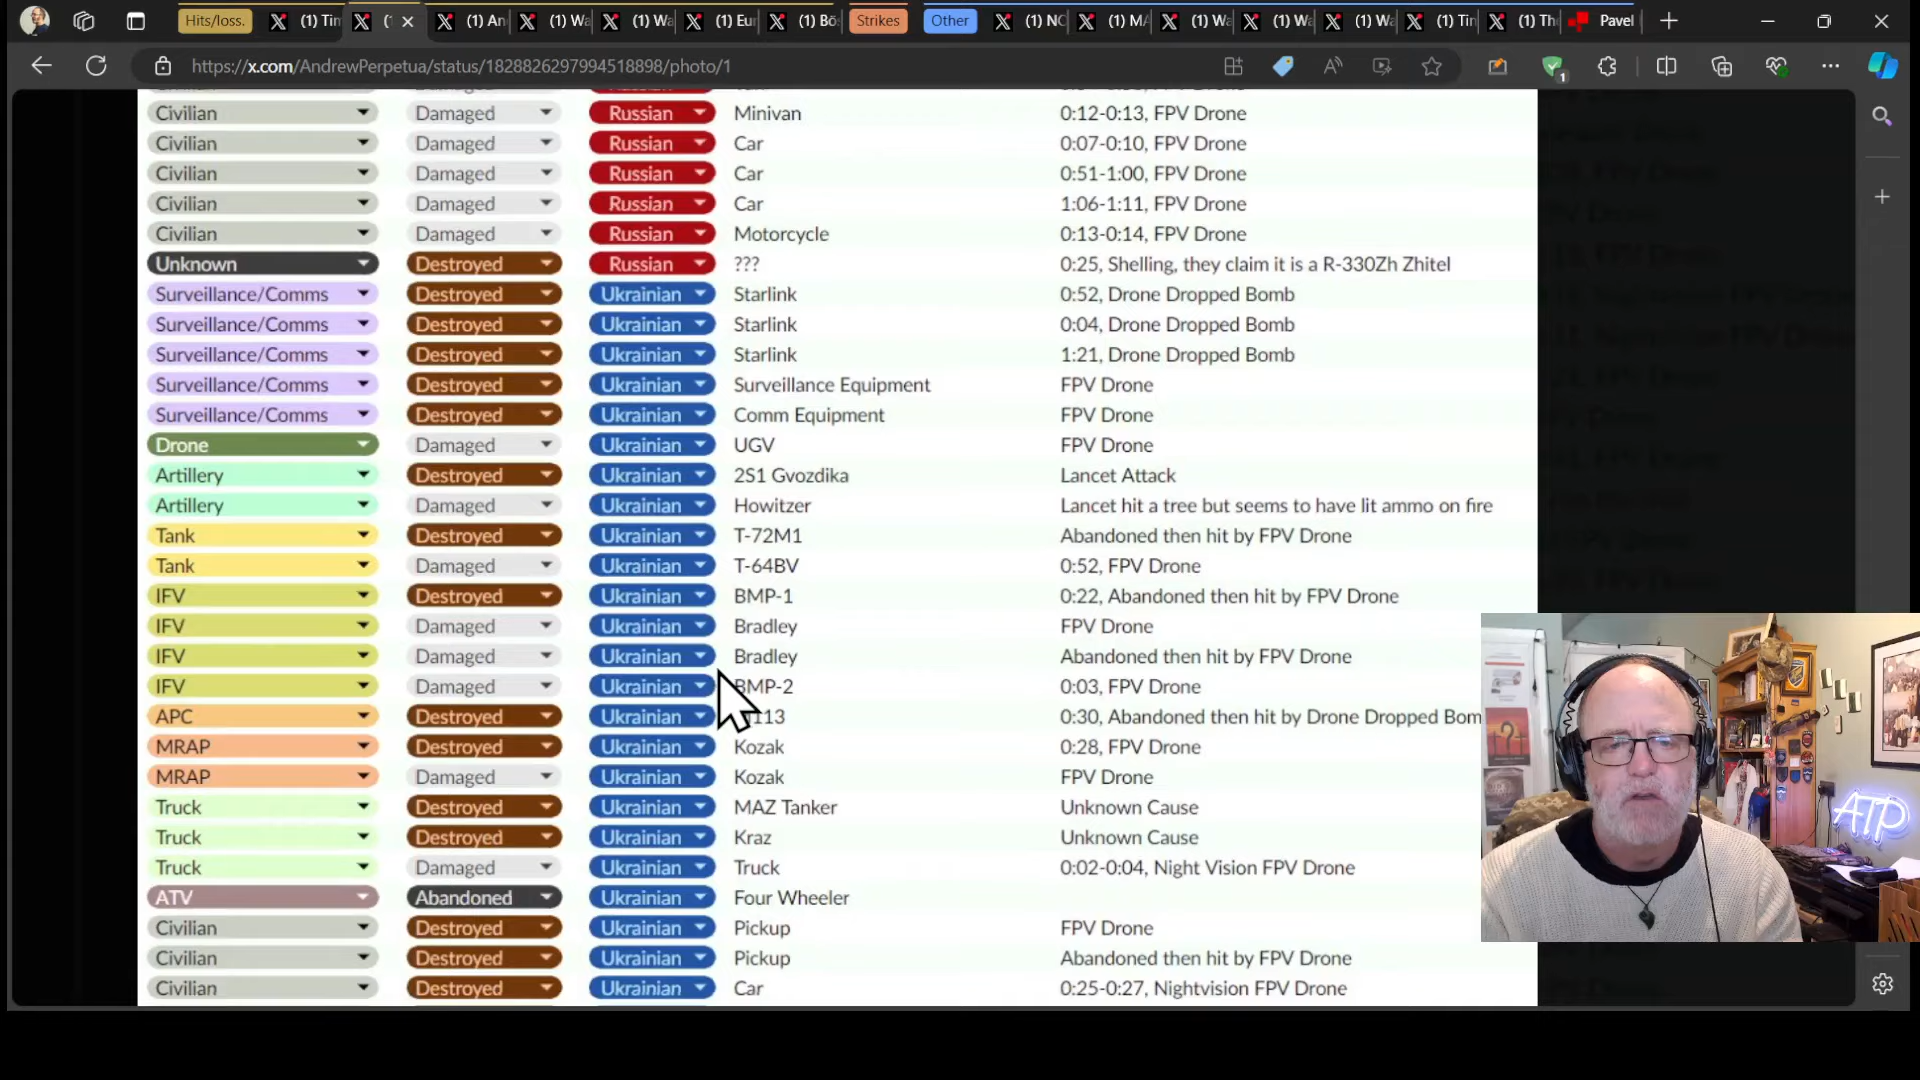 Hits/loss. (1) Tin ( (1) An (1) Wa (1) Wa (1) Eur (1) Bös Strikes Other (1) NC (1) MA (1) Wa (1) Wa (1) Wa (1) Tin (1) The Pavel
https://x.com/AndrewPerpetua/status/1828826297994518898/photo/1
Civilian Damaged Russian Minivan 0:12-0:13, FPV Drone
Civilian Damaged Russian Car 0:07-0:10, FPV Drone
Civilian Damaged Russian Car 0:51-1:00, FPV Drone
Civilian Damaged Russian Car 1:06-1:11, FPV Drone
Civilian Damaged Russian Motorcycle 0:13-0:14, FPV Drone
Unknown Destroyed Russian ??? 0:25, Shelling, they claim it is a R-330Zh Zhitel
Surveillance/Comms Destroyed Ukrainian Starlink 0:52, Drone Dropped Bomb
Surveillance/Comms Destroyed Ukrainian Starlink 0:04, Drone Dropped Bomb
Surveillance/Comms Destroyed Ukrainian Starlink 1:21, Drone Dropped Bomb
Surveillance/Comms Destroyed Ukrainian Surveillance Equipment FPV Drone
Surveillance/Comms Destroyed Ukrainian Comm Equipment FPV Drone
Drone Damaged Ukrainian UGV FPV Drone
Artillery Destroyed Ukrainian 2S1 Gvozdika Lancet Attack
Artillery Damaged Ukrainian Howitzer Lancet hit a tree but seems to have lit ammo on fire
Tank Destroyed Ukrainian T-72M1 Abandoned then hit by FPV Drone
Tank Damaged Ukrainian T-64BV 0:52, FPV Drone
IFV Destroyed Ukrainian BMP-1 0:22, Abandoned then hit by FPV Drone
IFV Damaged Ukrainian Bradley FPV Drone
IFV Damaged Ukrainian Bradley Abandoned then hit by FPV Drone
IFV Damaged Ukrainian BMP-2 0:03, FPV Drone
APC Destroyed Ukrainian 113 0:30, Abandoned then hit by Drone Dropped Bom
MRAP Destroyed Ukrainian Kozak 0:28, FPV Drone
MRAP Damaged Ukrainian Kozak FPV Drone
Truck Destroyed Ukrainian MAZ Tanker Unknown Cause
Truck Destroyed Ukrainian Kraz Unknown Cause
Truck Damaged Ukrainian Truck 0:02-0:04, Night Vision FPV Drone
ATV Abandoned Ukrainian Four Wheeler
Civilian Destroyed Ukrainian Pickup FPV Drone
Civilian Destroyed Ukrainian Pickup Abandoned then hit by FPV Drone
Civilian Destroyed Ukrainian Car 0:25-0:27, Nightvision FPV Drone
ATP